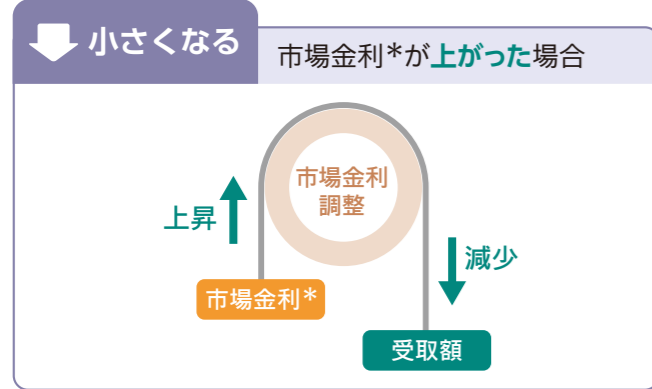 小さくなる
市場金利*が上がった場合
市場金利
調整
上昇
減少
市場金利*
受取額